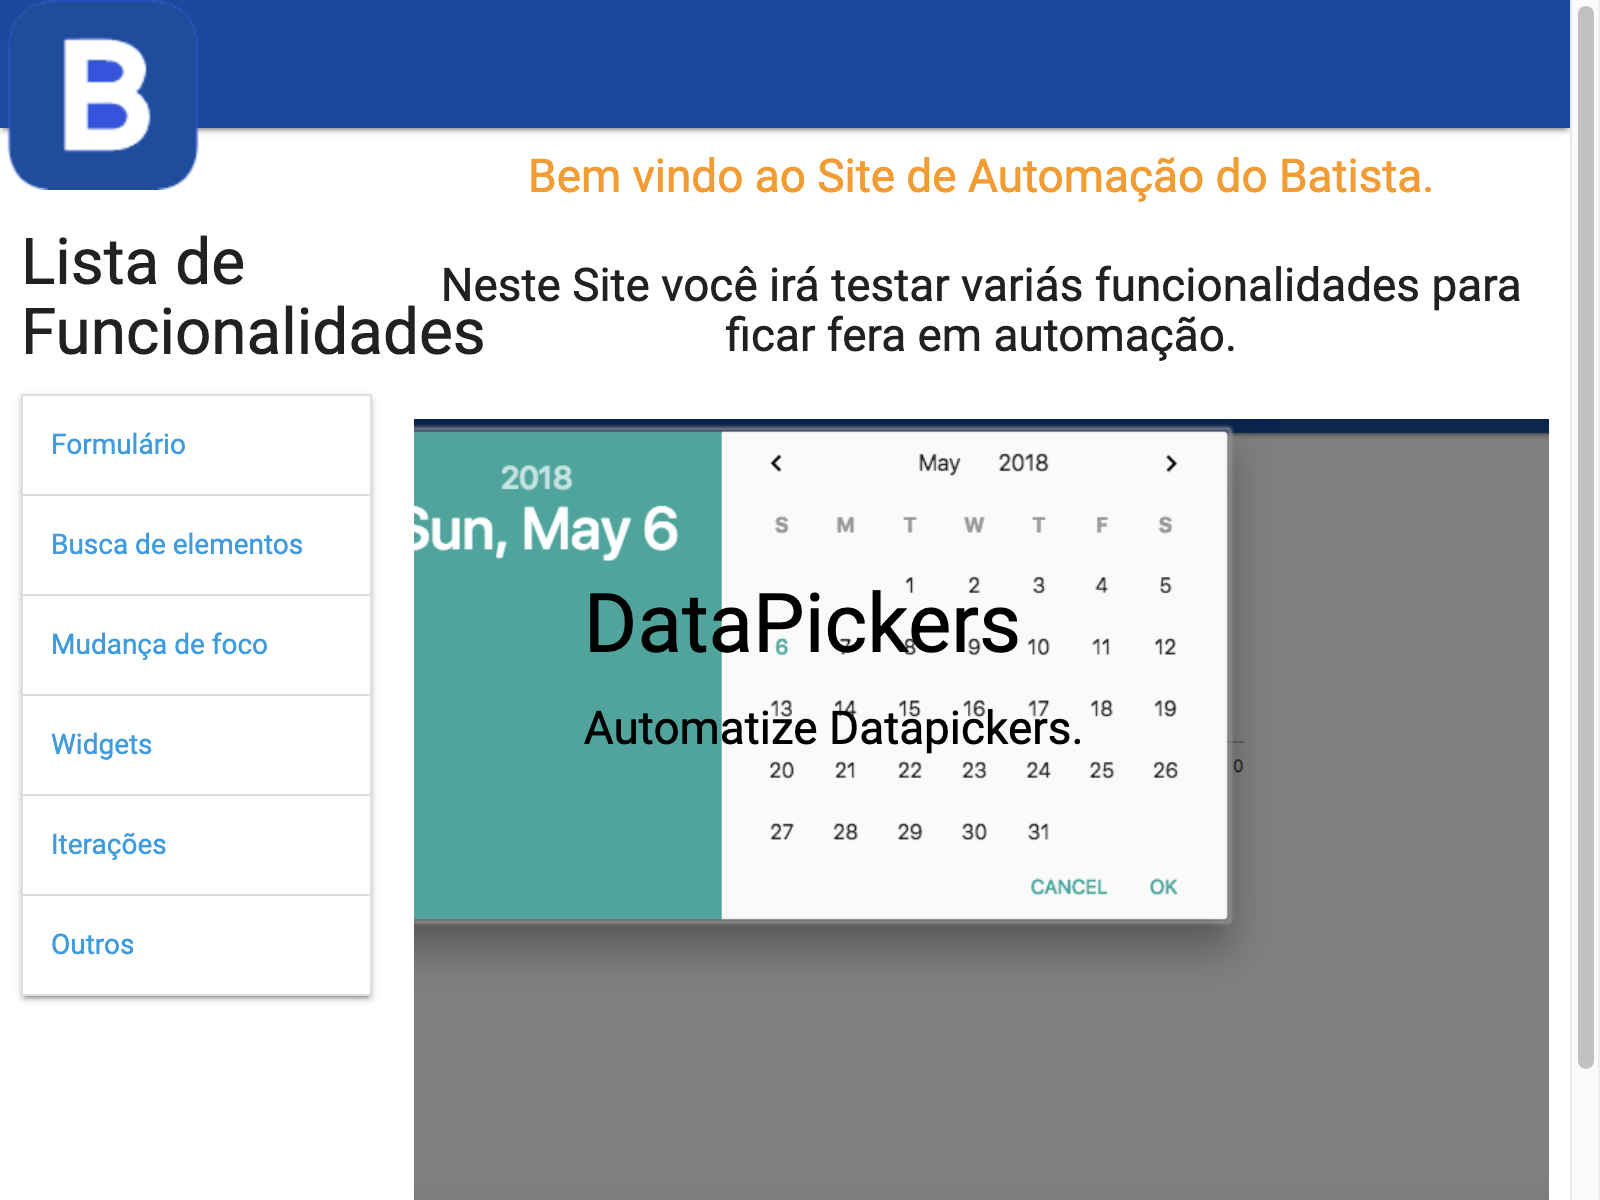 B
Bem vindo ao Site de Automação do Batista.
Lista de
Funcionalidades
Neste Site você irá testar variás funcionalidades para
ficar fera em automação.
Formulário
Busca de elementos
Mudança de foco
Widgets
Iterações
Outros
2018
Sun, May 6
May 2018
S M T W T F S
1 2 3 4 5
DataPickers
6 7 8 9 10 11 12
13 14 15 16 17 18 19
Automatize Datapickers.
20 21 22 23 24 25 26
0
27 28 29 30 31
CANCEL OK